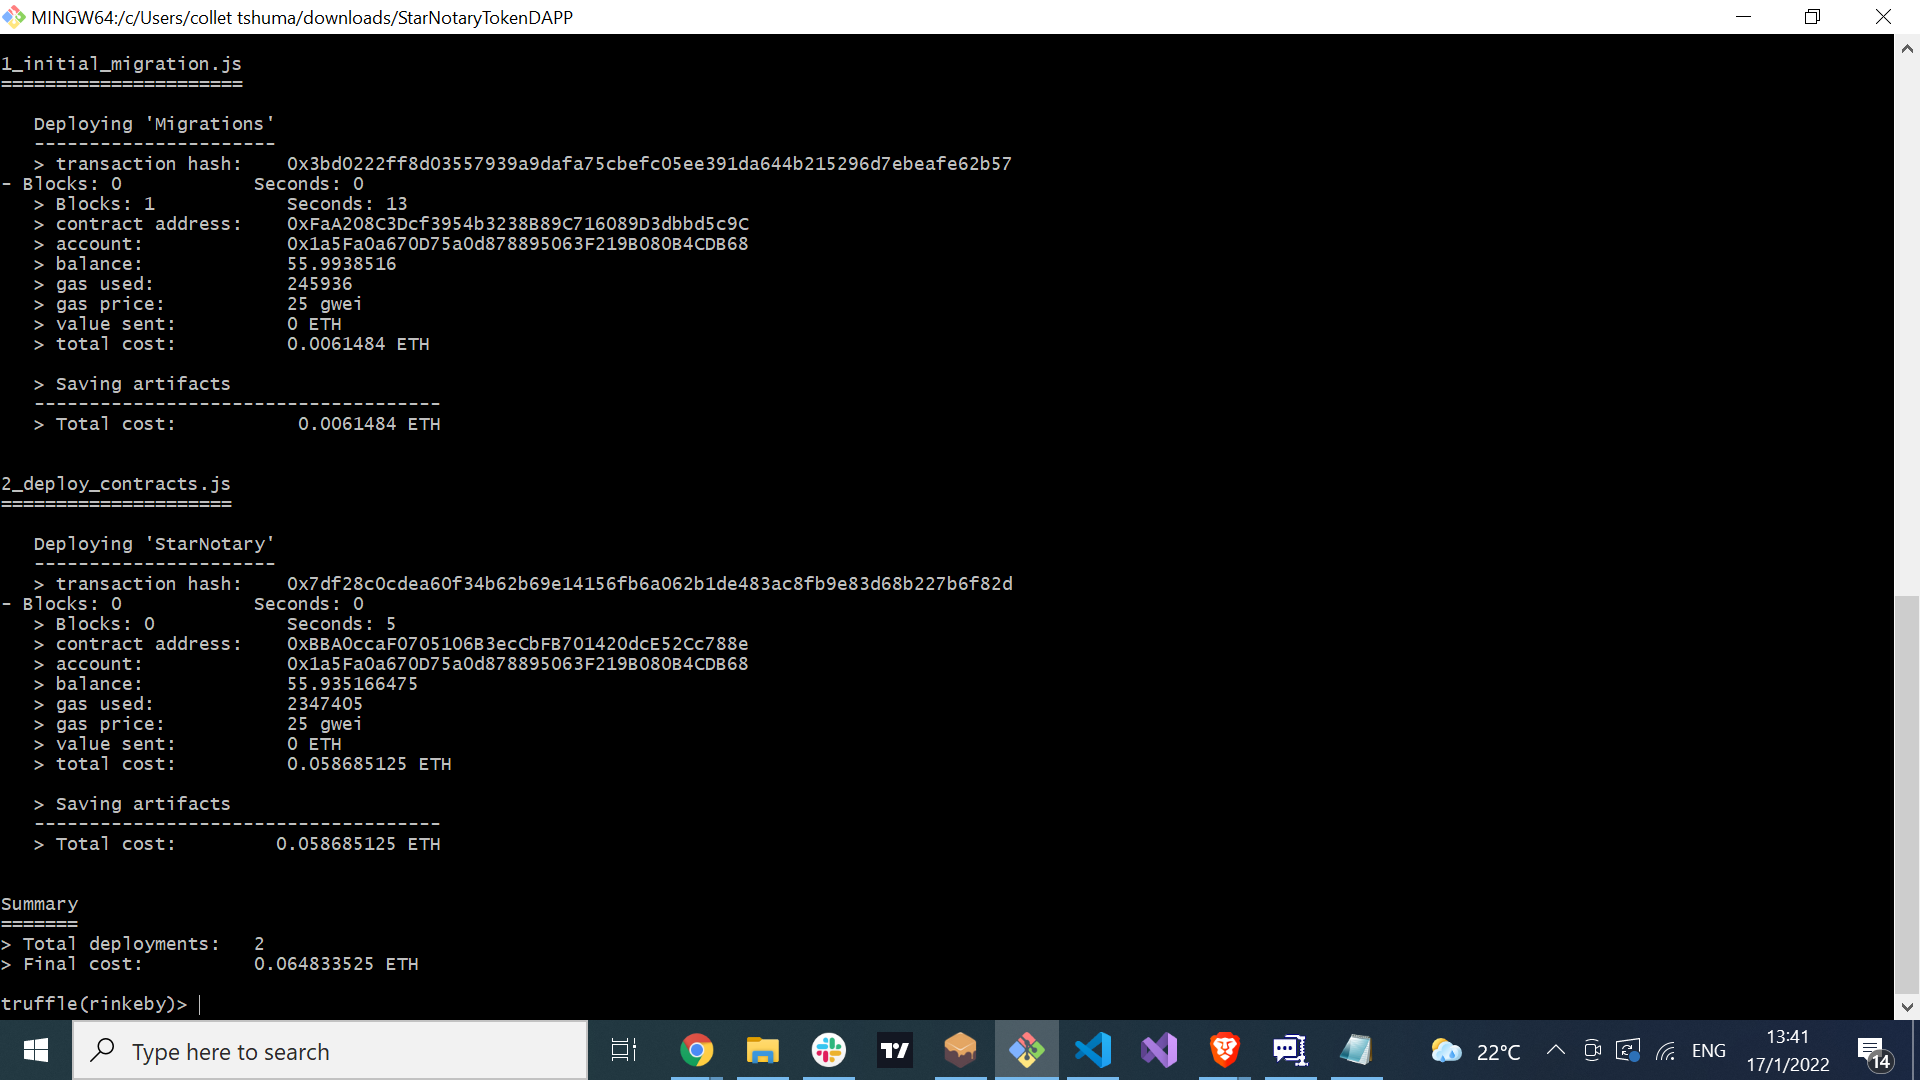 MINGW64:/c/Users/collet tshuma/downloads/StarNotaryTokenDAPP
1_initial_migration.js
======================
Deploying 'Migrations'
----------------------
> transaction hash:    0x3bd0222ff8d03557939a9dafa75cbefc05ee391da644b215296d7ebeafe62b57
- Blocks: 0            Seconds: 0
> Blocks: 1            Seconds: 13
> contract address:    0xFaA208C3Dcf3954b3238B89C716089D3dbbd5c9C
> account:             0x1a5Fa0a670D75a0d878895063F219B080B4CDB68
> balance:             55.9938516
> gas used:            245936
> gas price:           25 gwei
> value sent:          0 ETH
> total cost:          0.0061484 ETH
> Saving artifacts
-------------------------------------
> Total cost:           0.0061484 ETH
2_deploy_contracts.js
=====================
Deploying 'StarNotary'
----------------------
> transaction hash:    0x7df28c0cdea60f34b62b69e14156fb6a062b1de483ac8fb9e83d68b227b6f82d
- Blocks: 0            Seconds: 0
> Blocks: 0            Seconds: 5
> contract address:    0xBBA0ccaF0705106B3ecCbFB701420dcE52Cc788e
> account:             0x1a5Fa0a670D75a0d878895063F219B080B4CDB68
> balance:             55.935166475
> gas used:            2347405
> gas price:           25 gwei
> value sent:          0 ETH
> total cost:          0.058685125 ETH
> Saving artifacts
-------------------------------------
> Total cost:         0.058685125 ETH
Summary
=======
> Total deployments:   2
> Final cost:          0.064833525 ETH
truffle(rinkeby)>
Type here to search
22°C
ENG
13:41
17/1/2022
14